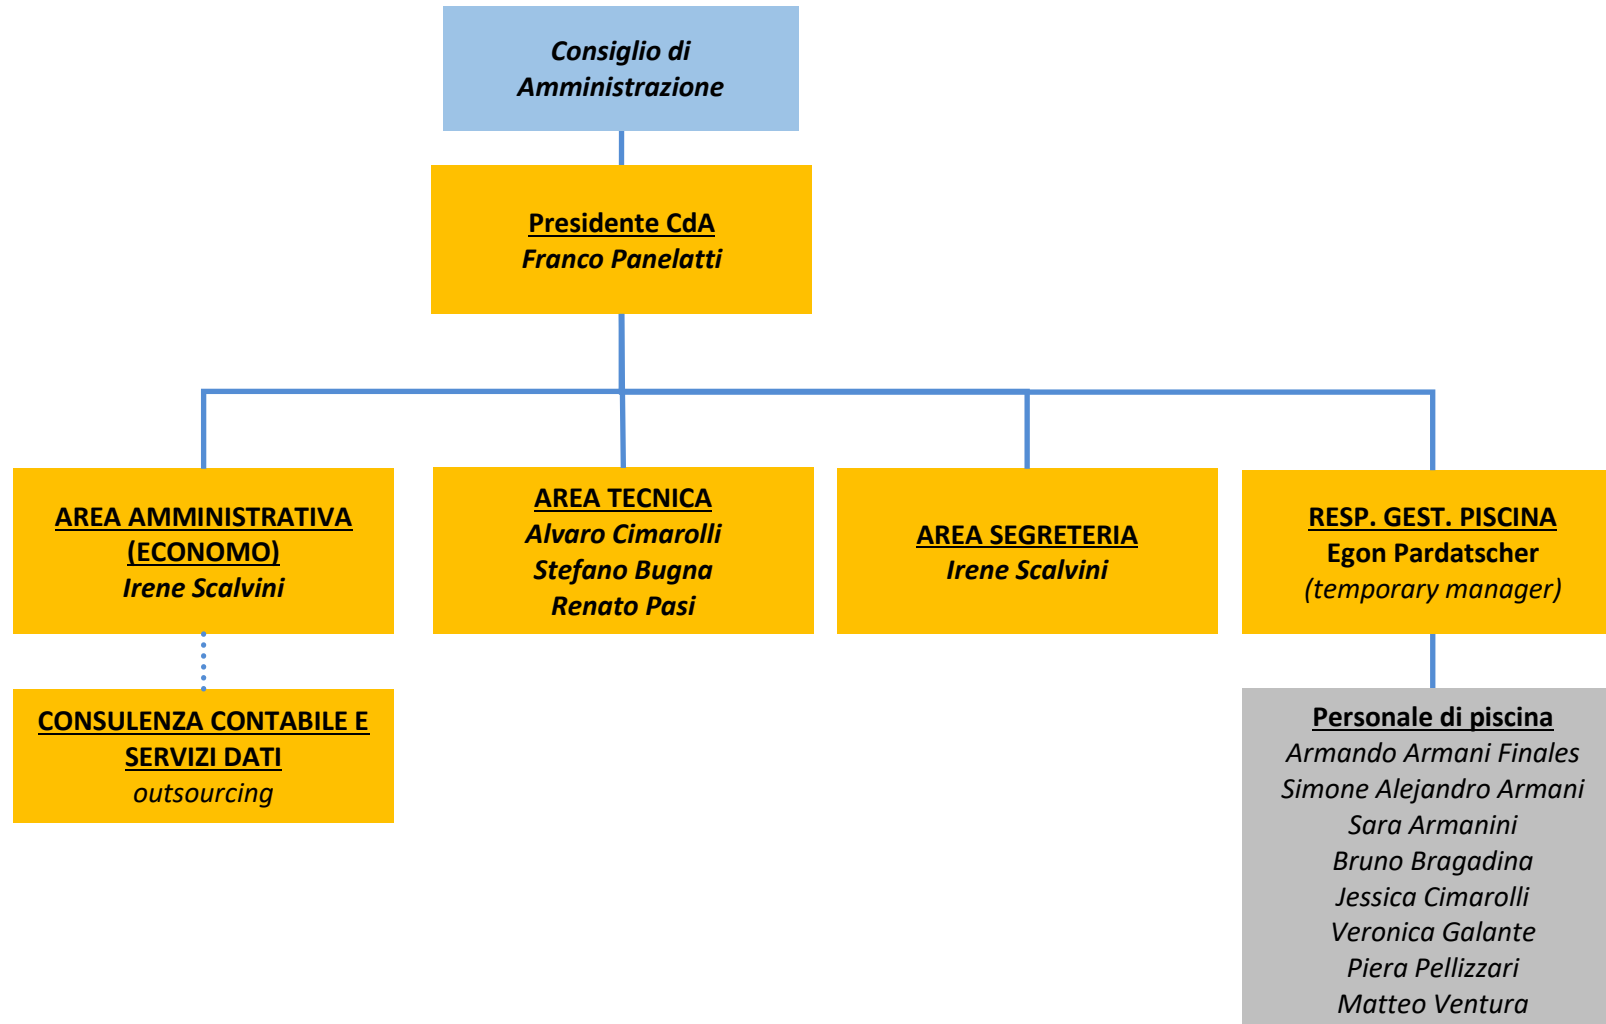 Consiglio di
Amministrazione
Presidente CdA
Franco Panelatti
AREA AMMINISTRATIVA
(ECONOMO)
Irene Scalvini
AREA TECNICA
Alvaro Cimarolli
Stefano Bugna
Renato Pasi
AREA SEGRETERIA
Irene Scalvini
RESP. GEST. PISCINA
Egon Pardatscher
(temporary manager)
CONSULENZA CONTABILE E
SERVIZI DATI
outsourcing
Personale di piscina
Armando Armani Finales
Simone Alejandro Armani
Sara Armanini
Bruno Bragadina
Jessica Cimarolli
Veronica Galante
Piera Pellizzari
Matteo Ventura